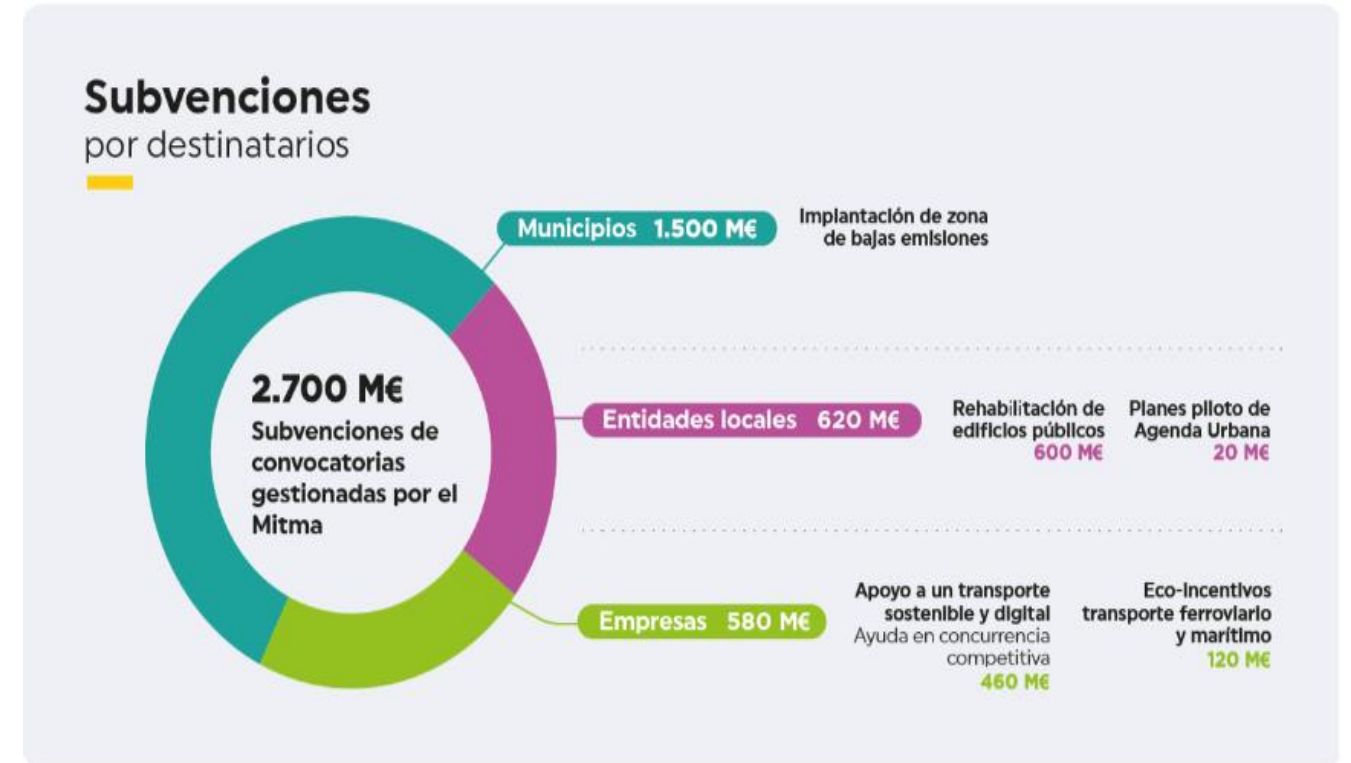 Subvenciones
por destinatarios
Municipios 1.500 M€
Implantación de zona
de bajas emisiones
2.700 M€
Subvenciones de
convocatorias
gestionadas por el
Mitma
Entidades locales 620 M€
Rehabilitación de
edificios públicos
600 M€
Planes piloto de
Agenda Urbana
20 M€
Empresas 580 M€
Apoyo a un transporte
sostenible y digital
Ayuda en concurrencia
competitiva
460 M€
Eco-incentivos
transporte ferroviario
y marítimo
120 M€